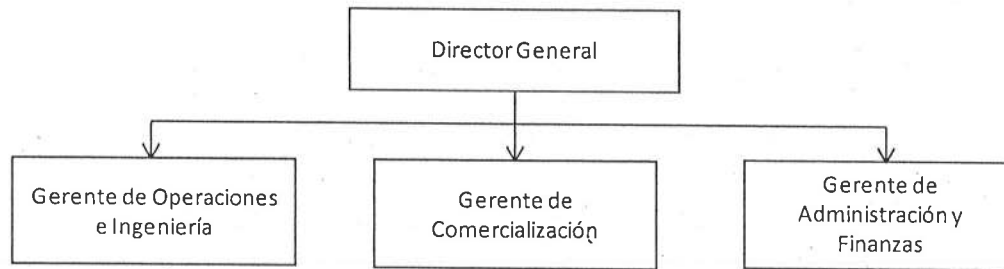 Director General
Gerente de Operaciones
e Ingeniería
Gerente de
Comercialización
Gerente de
Administración y
Finanzas